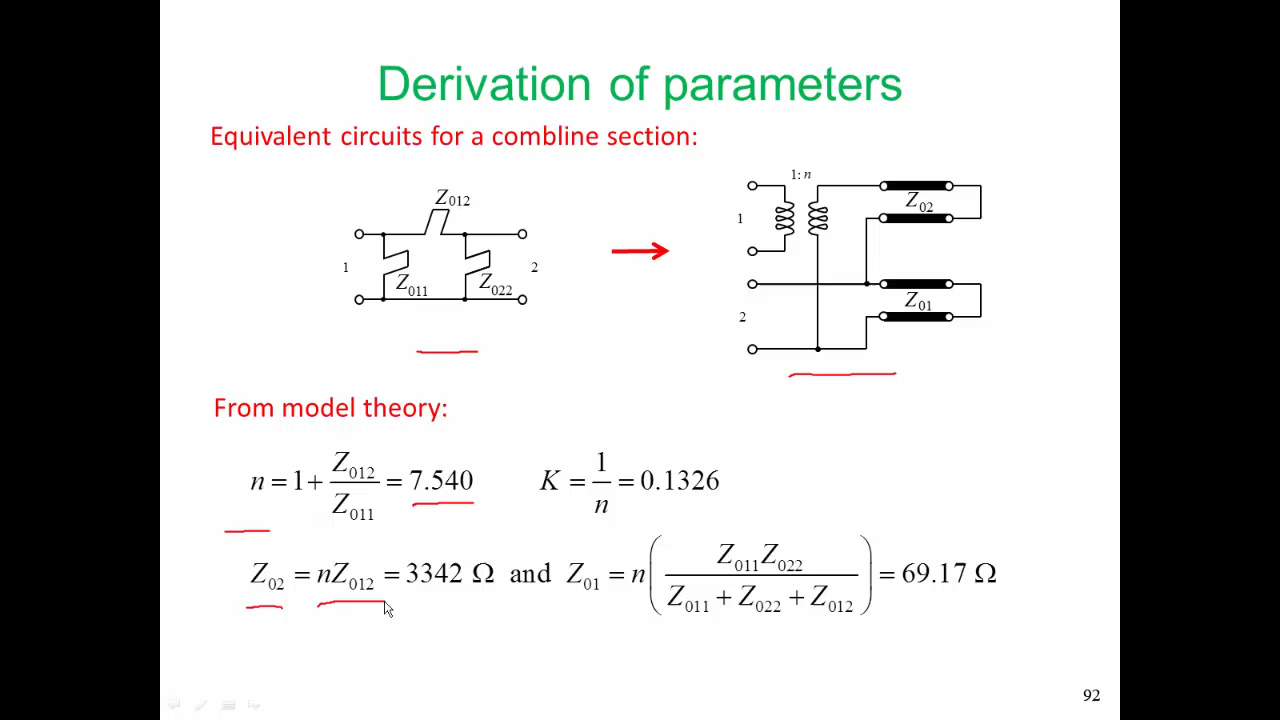 Derivation of parameters
Equivalent circuits for a combline section:
Z012
1
Z011
Z022
2
1: n
1
Z02
2
Z01
From model theory:
n = 1 + Z012 / Z011 = 7.540
K = 1 / n = 0.1326
Z02 = nZ012 = 3342 Ω and Z01 = n ( Z011Z022 / Z011 + Z022 + Z012 ) = 69.17 Ω
92